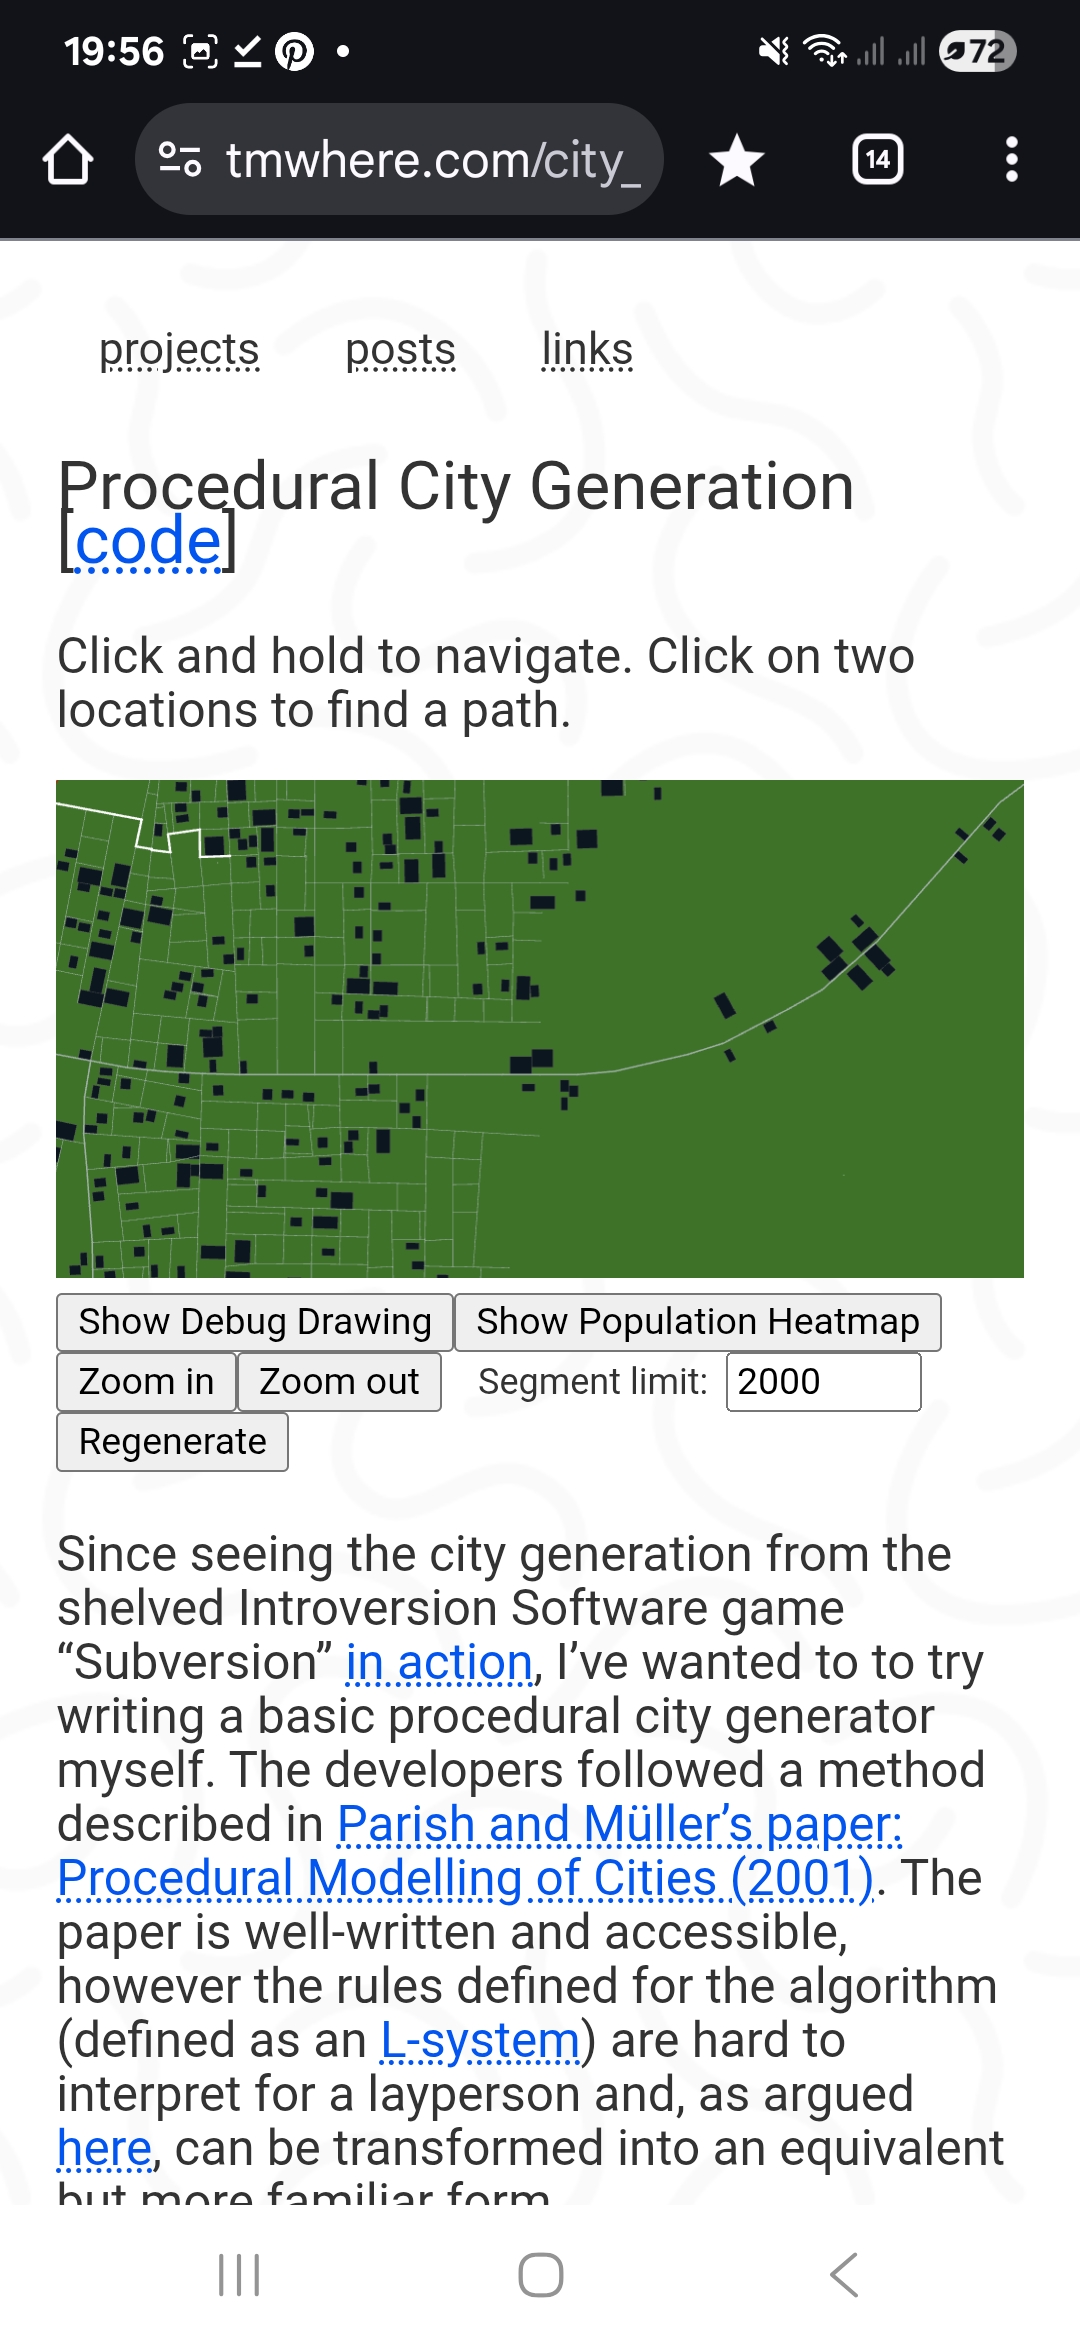 19:56
72
tmwhere.com/city_
14
projects posts links
Procedural City Generation
[code]
Click and hold to navigate. Click on two
locations to find a path.
Show Debug Drawing Show Population Heatmap
Zoom in Zoom out Segment limit: 2000
Regenerate
Since seeing the city generation from the
shelved Introversion Software game
“Subversion” in action, I’ve wanted to to try
writing a basic procedural city generator
myself. The developers followed a method
described in Parish and Müller’s paper:
Procedural Modelling of Cities (2001). The
paper is well-written and accessible,
however the rules defined for the algorithm
(defined as an L-system) are hard to
interpret for a layperson and, as argued
here, can be transformed into an equivalent
but more familiar form